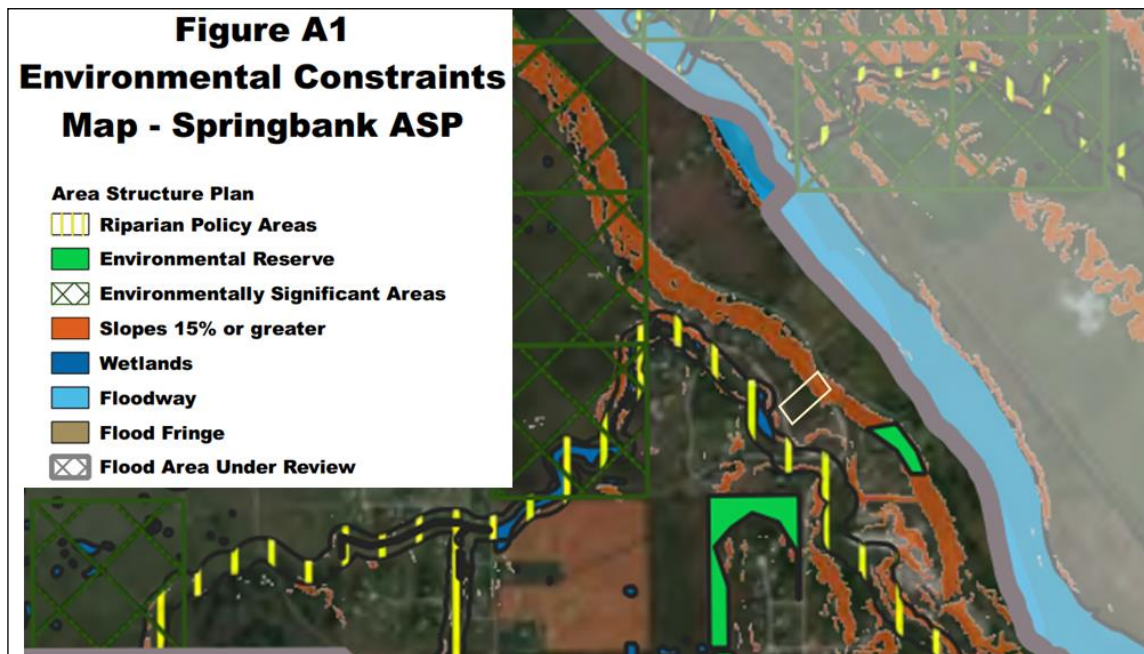 Figure A1
Environmental Constraints
Map - Springbank ASP
Area Structure Plan
Riparian Policy Areas
Environmental Reserve
Environmentally Significant Areas
Slopes 15% or greater
Wetlands
Floodway
Flood Fringe
Flood Area Under Review